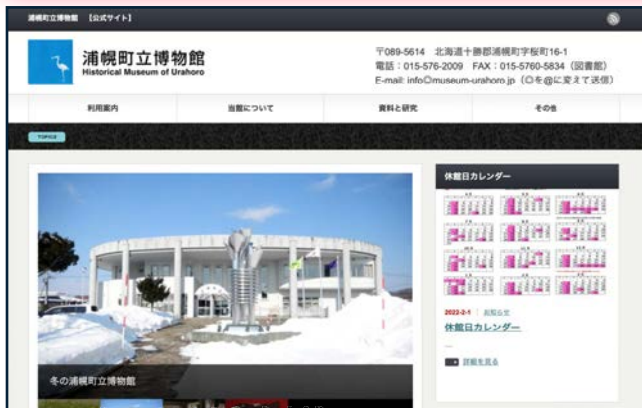 浦幌町立博物館 【公式サイト】
浦幌町立博物館
Historical Museum of Urahoro
〒089-5614 北海道十勝郡浦幌町字桜町16-1
電話：015-576-2009 FAX：015-5760-5834（図書館）
E-mail: info◎museum-urahoro.jp（◎を@に変えて送信）
利用案内
当館について
資料と研究
その他
TOPICS
冬の浦幌町立博物館
休館日カレンダー
2022-2-1 お知らせ
休館日カレンダー
...
詳細を見る